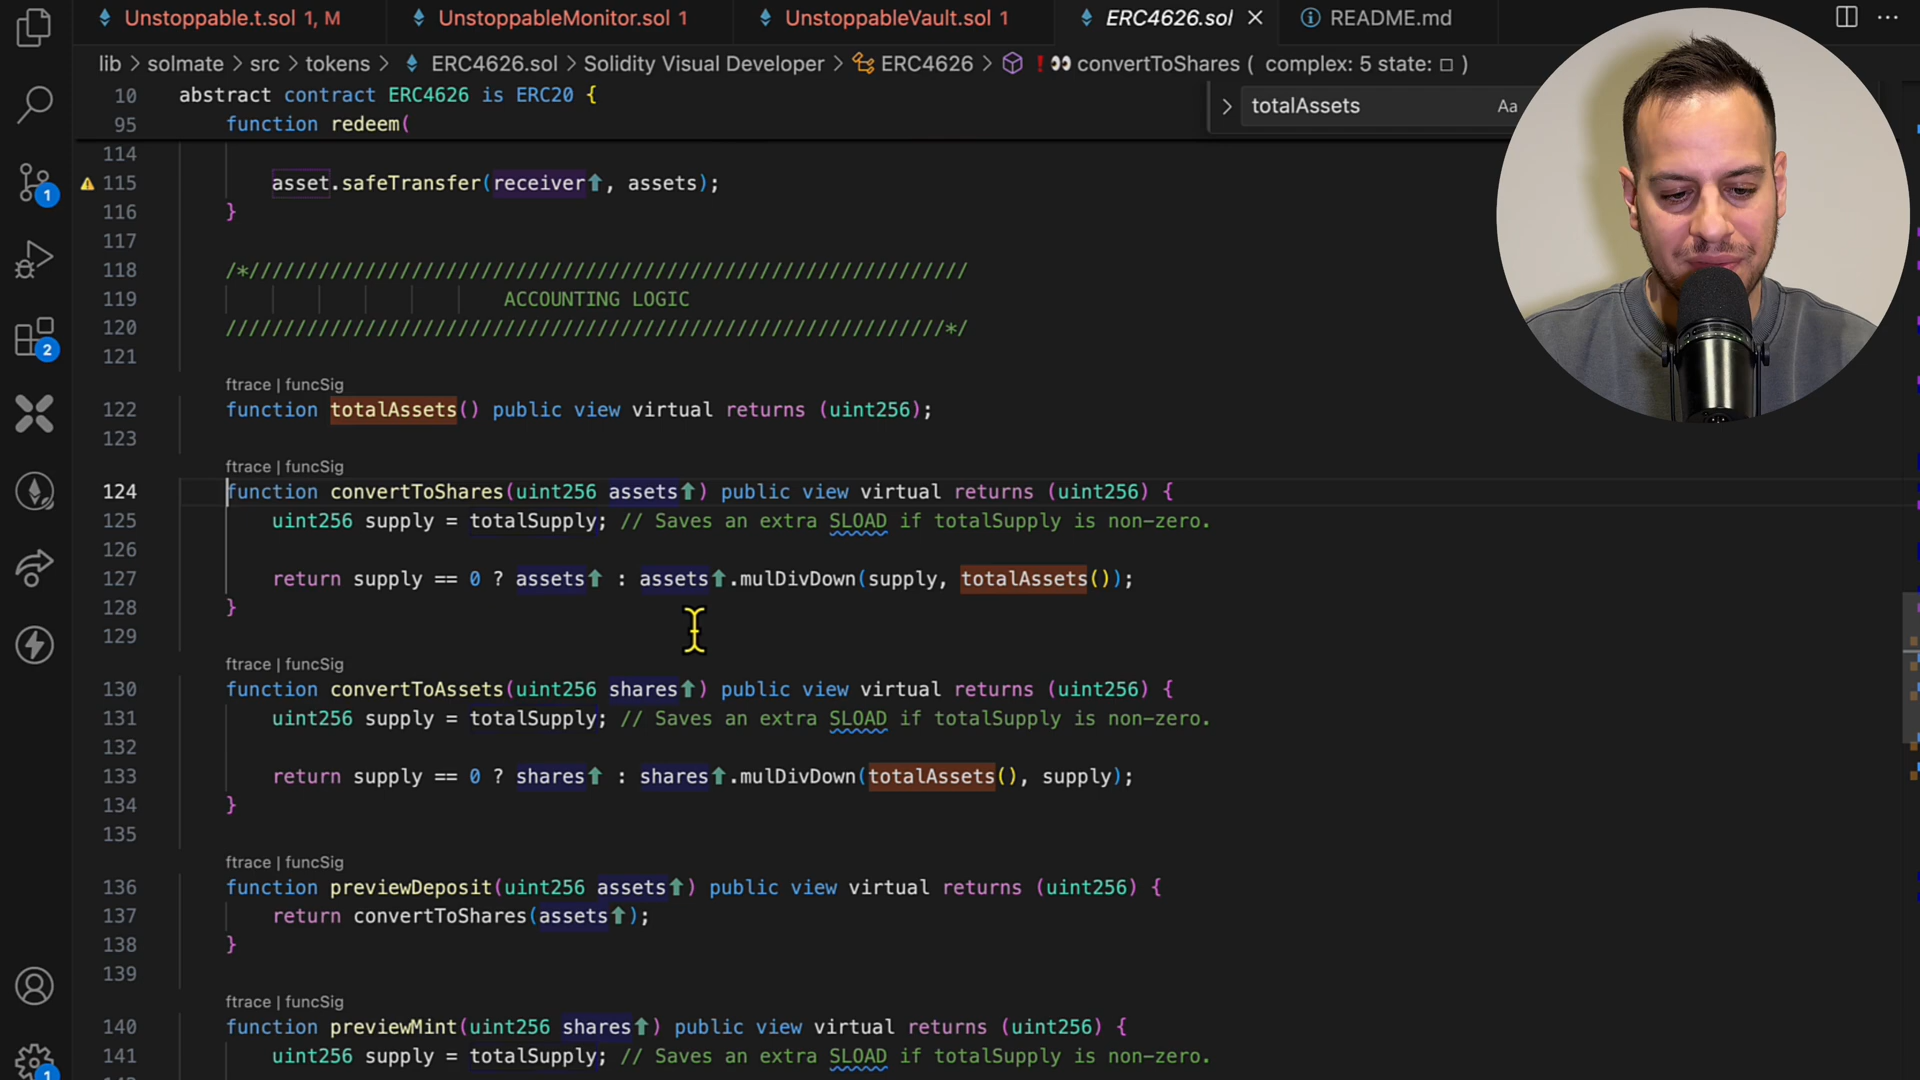 Unstoppable.t.sol 1, M
UnstoppableMonitor.sol 1
UnstoppableVault.sol 1
ERC4626.sol
README.md
lib > solmate > src > tokens > ERC4626.sol > Solidity Visual Developer > ERC4626 > convertToShares ( complex: 5 state: □ )
totalAssets
Aa
10 abstract contract ERC4626 is ERC20 {
95 function redeem(
114
115 asset.safeTransfer(receiver↑, assets);
116 }
117
118 /*//////////////////////////////////////////////////////////////
119 ACCOUNTING LOGIC
120 //////////////////////////////////////////////////////////////*/
121
ftrace | funcSig
122 function totalAssets() public view virtual returns (uint256);
123
ftrace | funcSig
124 function convertToShares(uint256 assets↑) public view virtual returns (uint256) {
125 uint256 supply = totalSupply; // Saves an extra SLOAD if totalSupply is non-zero.
126
127 return supply == 0 ? assets↑ : assets↑.mulDivDown(supply, totalAssets());
128 }
129
ftrace | funcSig
130 function convertToAssets(uint256 shares↑) public view virtual returns (uint256) {
131 uint256 supply = totalSupply; // Saves an extra SLOAD if totalSupply is non-zero.
132
133 return supply == 0 ? shares↑ : shares↑.mulDivDown(totalAssets(), supply);
134 }
135
ftrace | funcSig
136 function previewDeposit(uint256 assets↑) public view virtual returns (uint256) {
137 return convertToShares(assets↑);
138 }
139
ftrace | funcSig
140 function previewMint(uint256 shares↑) public view virtual returns (uint256) {
141 uint256 supply = totalSupply; // Saves an extra SLOAD if totalSupply is non-zero.
1
2
1